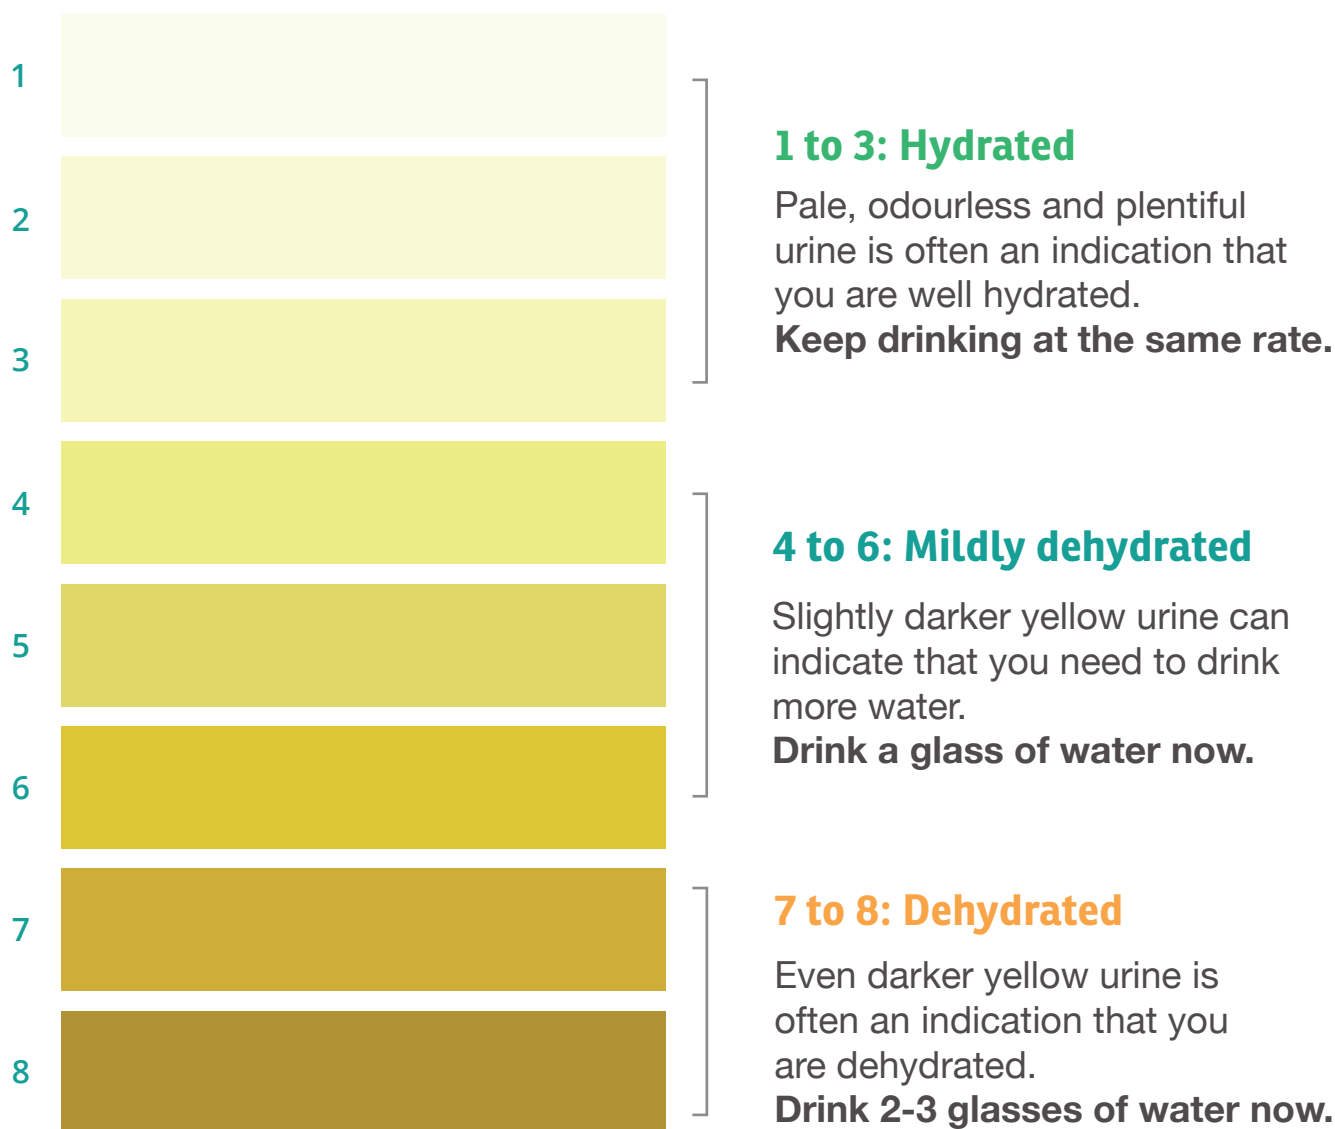 1
2
3
4
5
6
7
8
1 to 3: Hydrated
Pale, odourless and plentiful
urine is often an indication that
you are well hydrated.
Keep drinking at the same rate.
4 to 6: Mildly dehydrated
Slightly darker yellow urine can
indicate that you need to drink
more water.
Drink a glass of water now.
7 to 8: Dehydrated
Even darker yellow urine is
often an indication that you
are dehydrated.
Drink 2-3 glasses of water now.